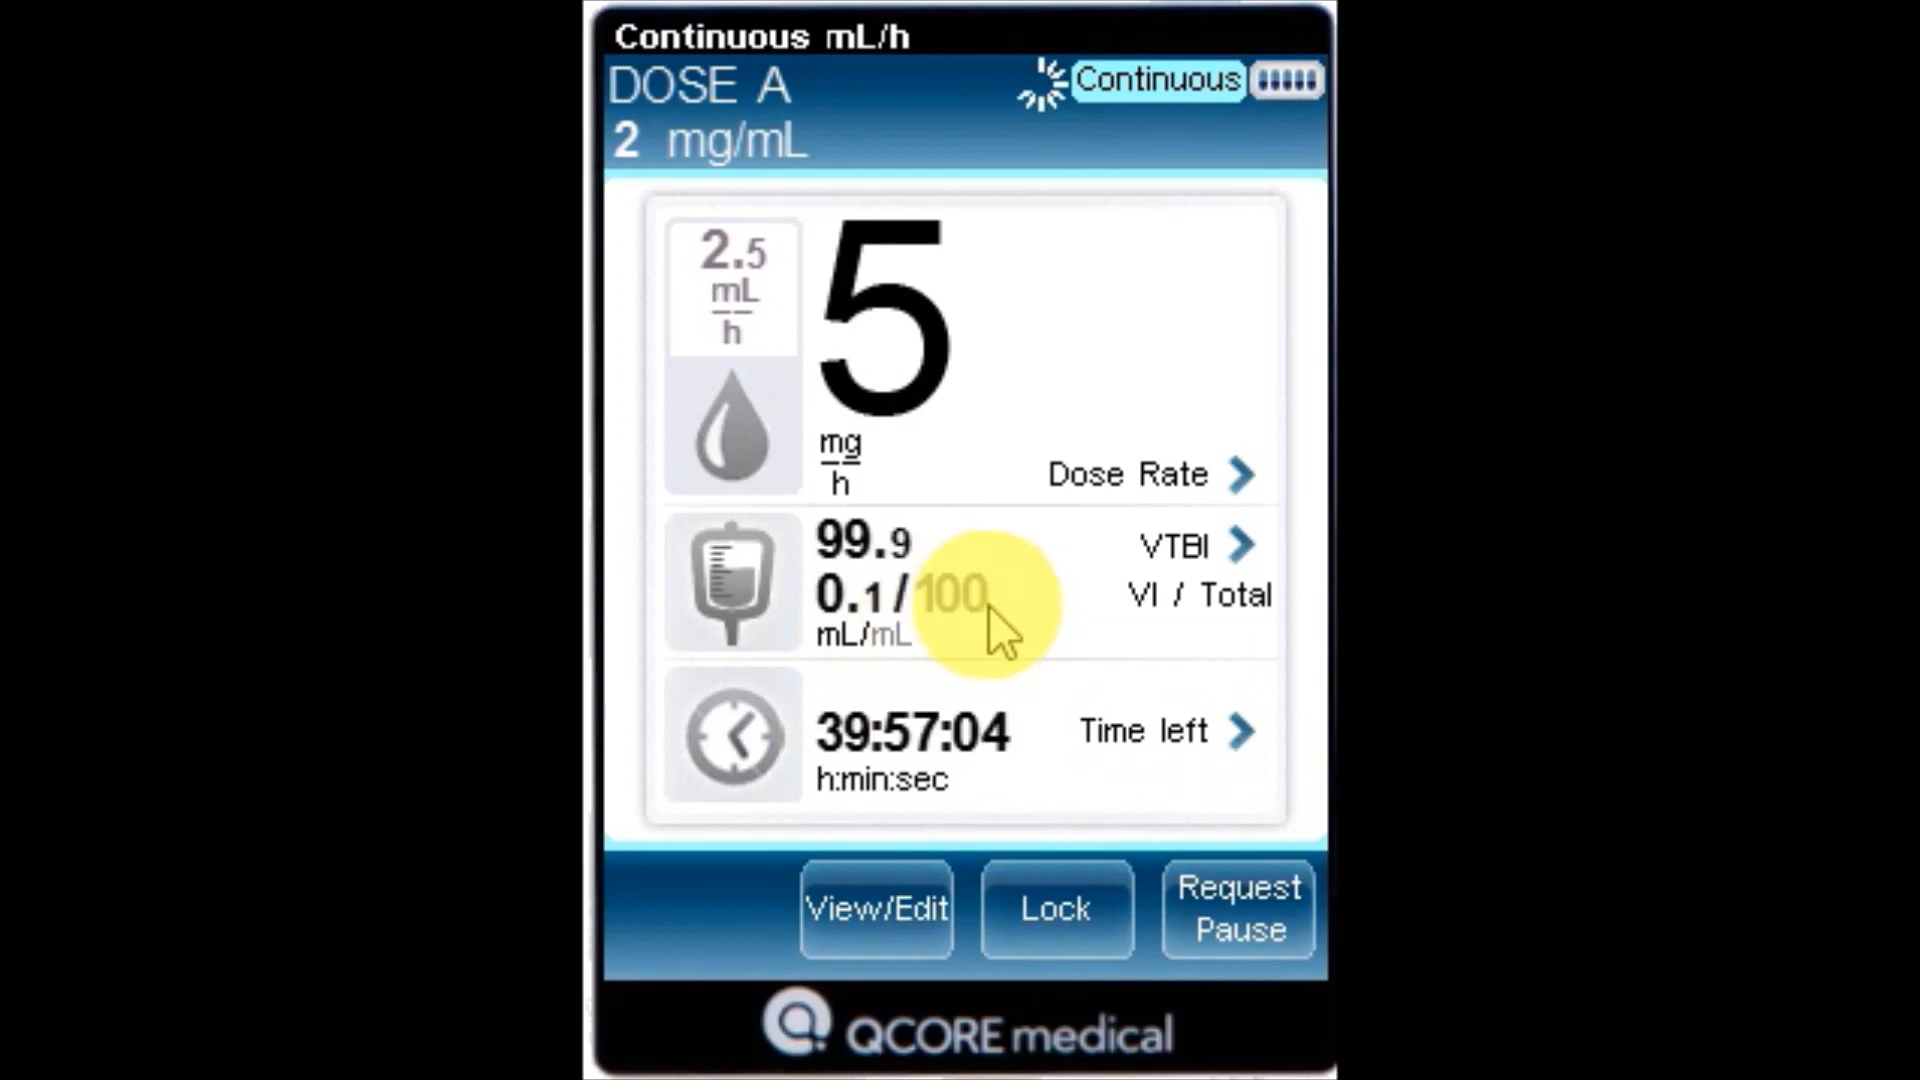 Continuous mL/h
DOSE A
Continuous
2 mg/mL
2.5
mL
h
5
mg
h
Dose Rate
99.9
VTBI
0.1/100
VI / Total
mL/mL
39:57:04
Time left
h:min:sec
View/Edit
Lock
Request
Pause
QCORE medical